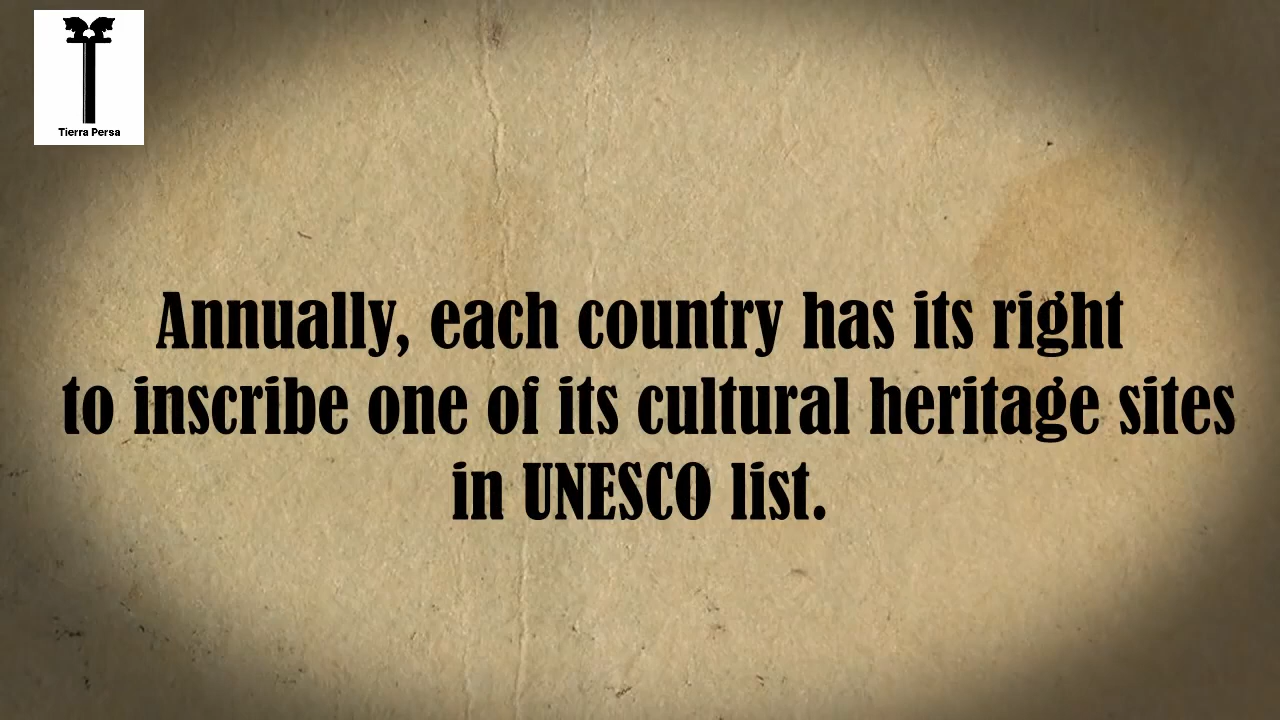 Tierra Persa
Annually, each country has its right
to inscribe one of its cultural heritage sites
in UNESCO list.